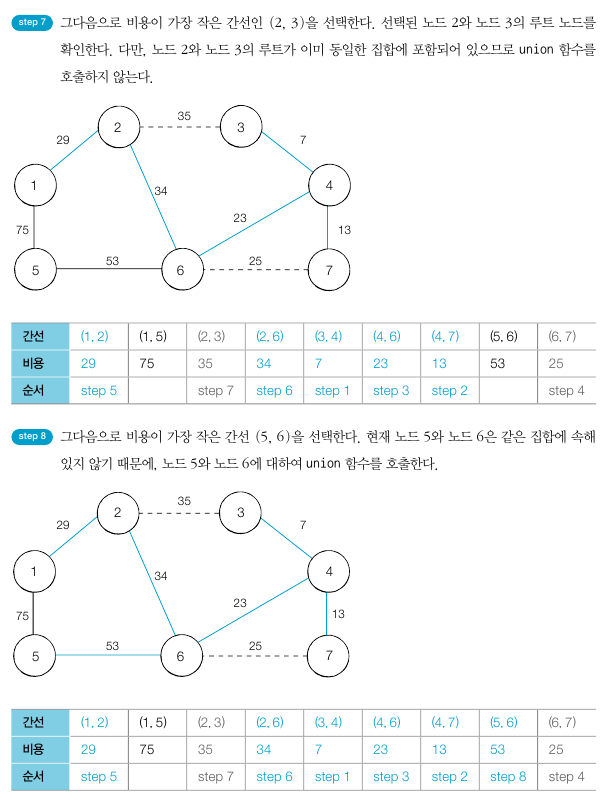 step 7 그다음으로 비용이 가장 작은 간선인 (2, 3)을 선택한다. 선택된 노드 2와 노드 3의 루트 노드를
확인한다. 다만, 노드 2와 노드 3의 루트가 이미 동일한 집합에 포함되어 있으므로 union 함수를
호출하지 않는다.
35
2 3
29 7
1 34 4
23
75 13
53 25
5 6 7
간선 (1, 2) (1, 5) (2, 3) (2, 6) (3, 4) (4, 6) (4, 7) (5, 6) (6, 7)
비용 29 75 35 34 7 23 13 53 25
순서 step 5 step 7 step 6 step 1 step 3 step 2 step 4
step 8 그다음으로 비용이 가장 작은 간선 (5, 6)을 선택한다. 현재 노드 5와 노드 6은 같은 집합에 속해
있지 않기 때문에, 노드 5와 노드 6에 대하여 union 함수를 호출한다.
35
2 3
29 7
1 34 4
23
75 13
53 25
5 6 7
간선 (1, 2) (1, 5) (2, 3) (2, 6) (3, 4) (4, 6) (4, 7) (5, 6) (6, 7)
비용 29 75 35 34 7 23 13 53 25
순서 step 5 step 7 step 6 step 1 step 3 step 2 step 8 step 4